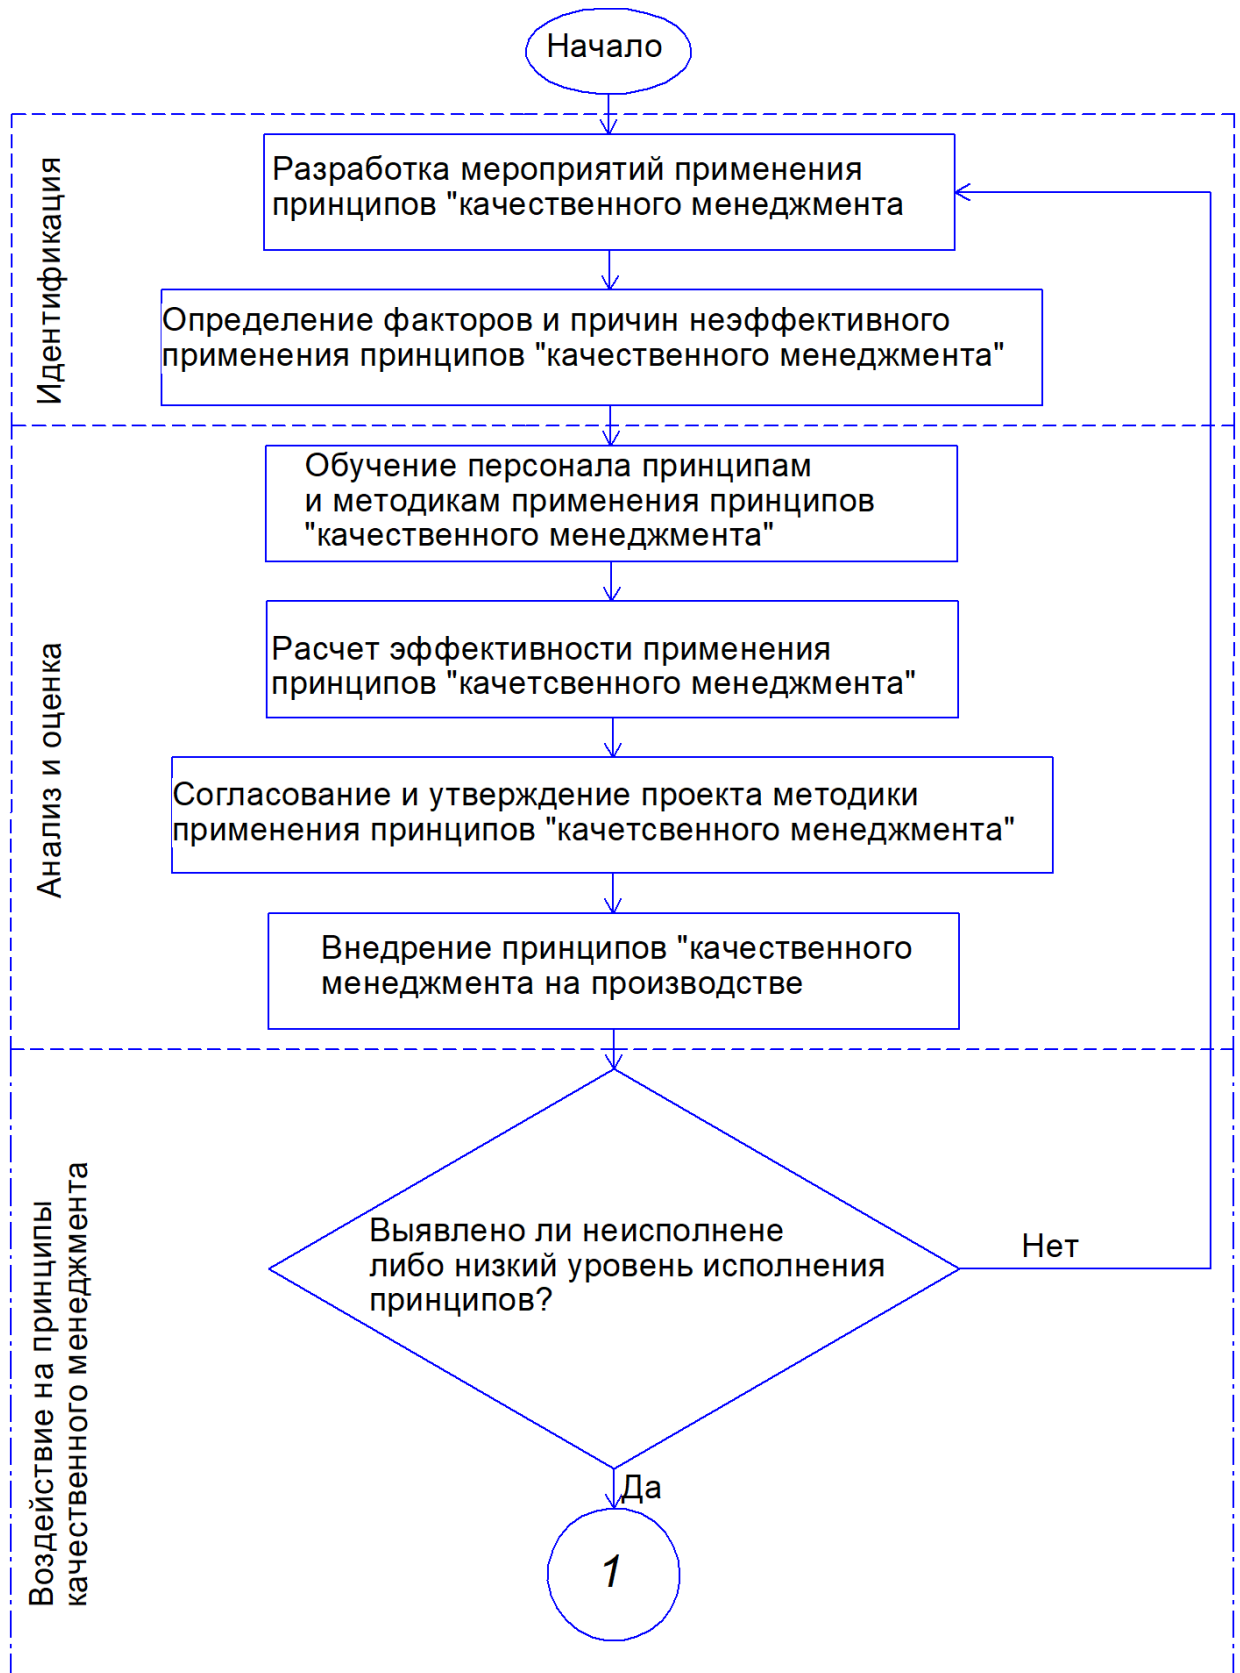 Начало
Идентификация
Разработка мероприятий применения
принципов "качественного менеджмента
Определение факторов и причин неэффективного
применения принципов "качественного менеджмента"
Анализ и оценка
Обучение персонала принципам
и методикам применения принципов
"качественного менеджмента"
Расчет эффективности применения
принципов "качетсвенного менеджмента"
Согласование и утверждение проекта методики
применения принципов "качетсвенного менеджмента"
Внедрение принципов "качественного
менеджмента на производстве
Воздействие на принципы
качественного менеджмента
Выявлено ли неисполнене
либо низкий уровень исполнения
принципов?
Нет
Да
1